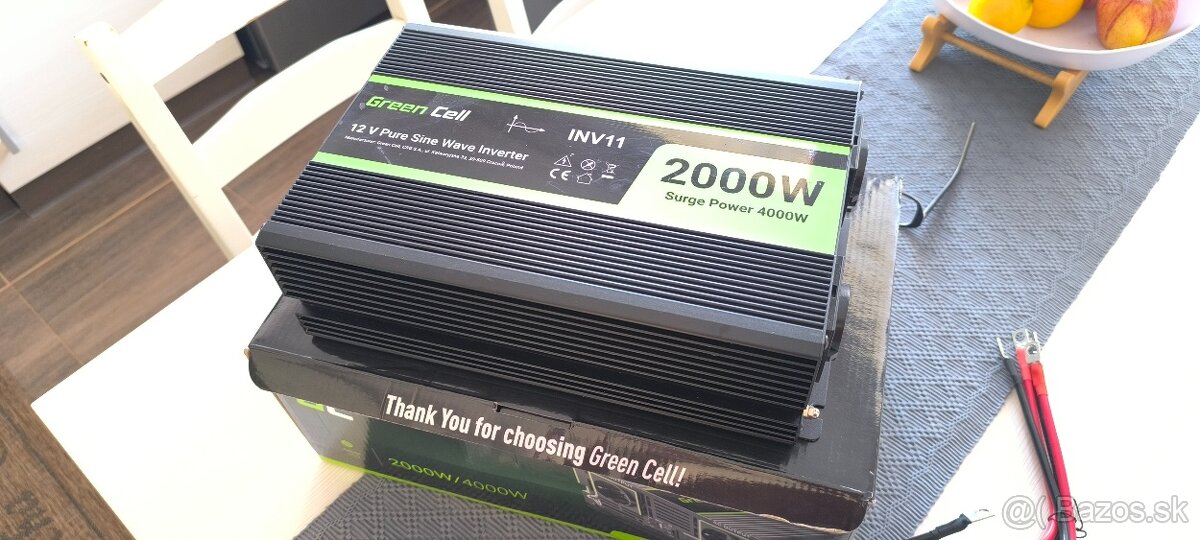 Green Cell
12 V Pure Sine Wave Inverter
INV11
CE
2000W
Surge Power 4000W
Thank You for choosing Green Cell!
2000W/4000W
@( Bazos.sk